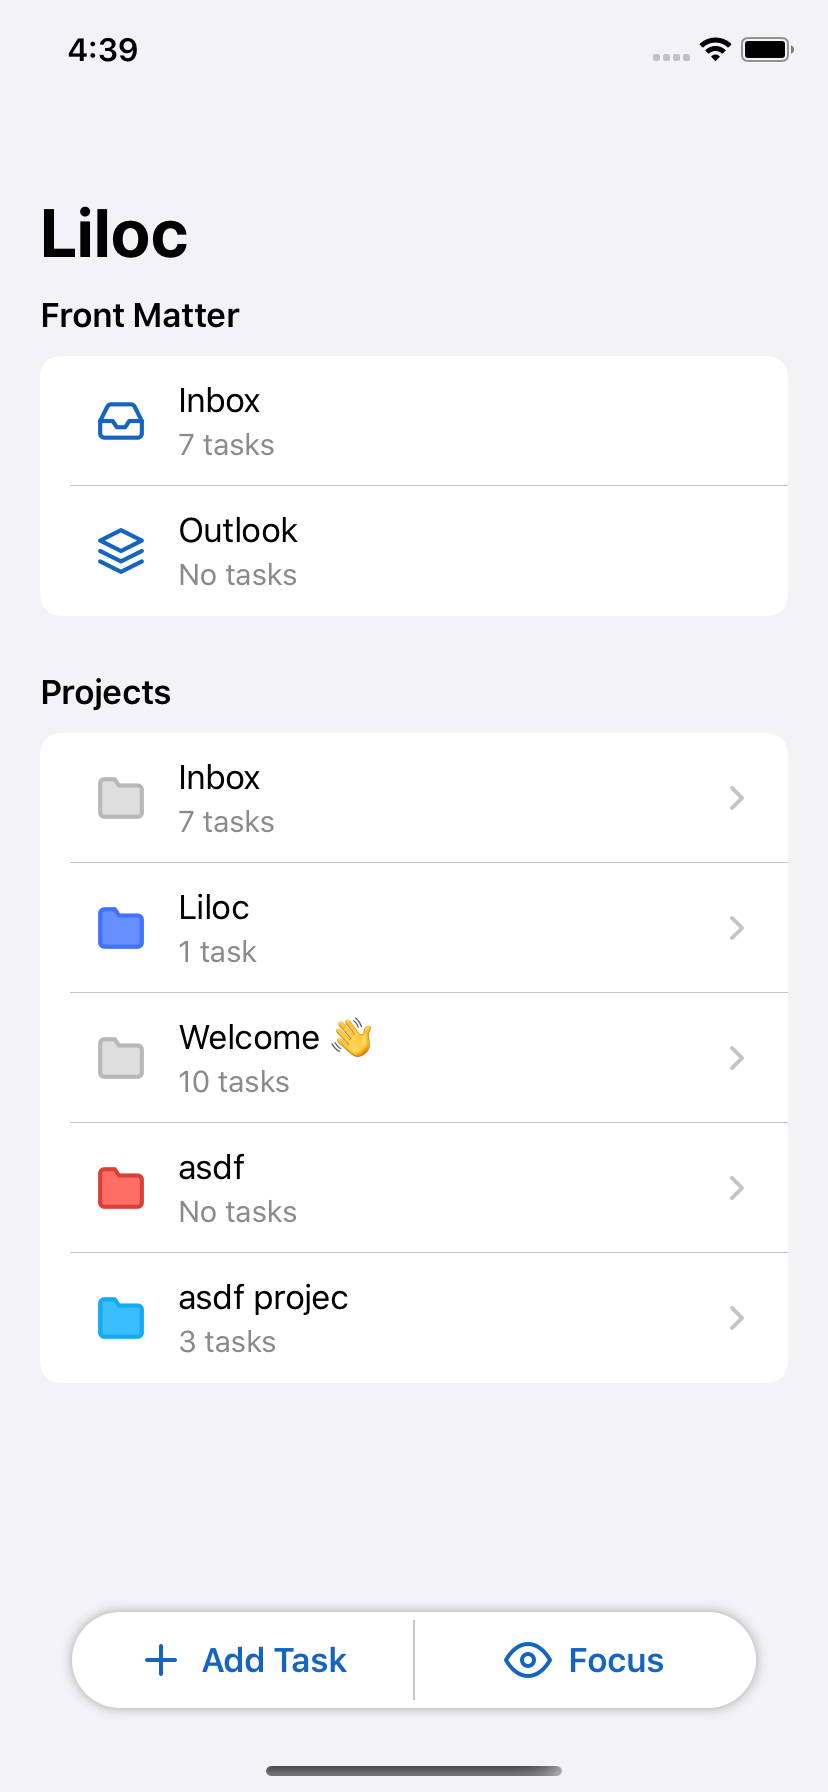 4:39
Liloc
Front Matter
Inbox
7 tasks
Outlook
No tasks
Projects
Inbox
7 tasks
Liloc
1 task
Welcome 👋
10 tasks
asdf
No tasks
asdf projec
3 tasks
Add Task
Focus